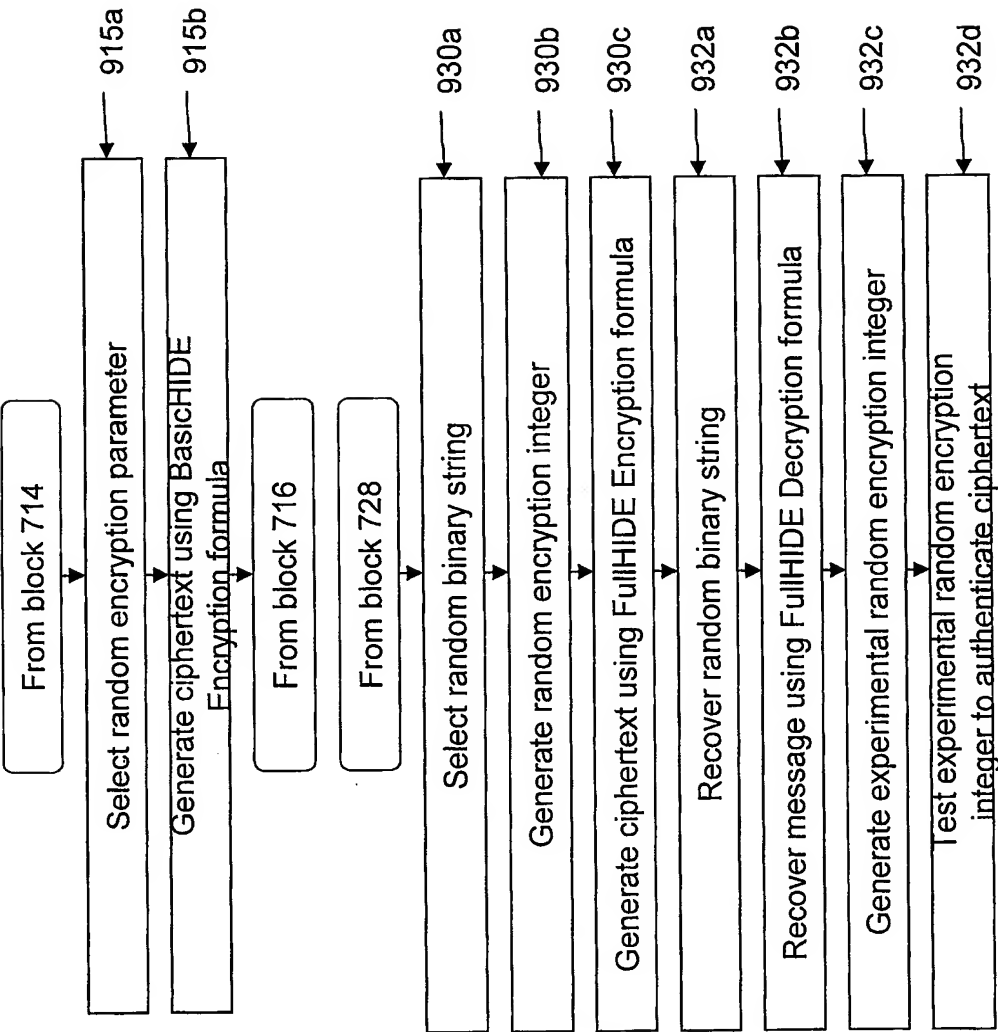 From block 714
Select random encryption parameter
915a
Generate ciphertext using BasicHIDE
Encryption formula
915b
From block 716
From block 728
Select random binary string
930a
Generate random encryption integer
930b
Generate ciphertext using FullHIDE Encryption formula
930c
Recover random binary string
932a
Recover message using FullHIDE Decryption formula
932b
Generate experimental random encryption integer
932c
Test experimental random encryption
integer to authenticate ciphertext
932d